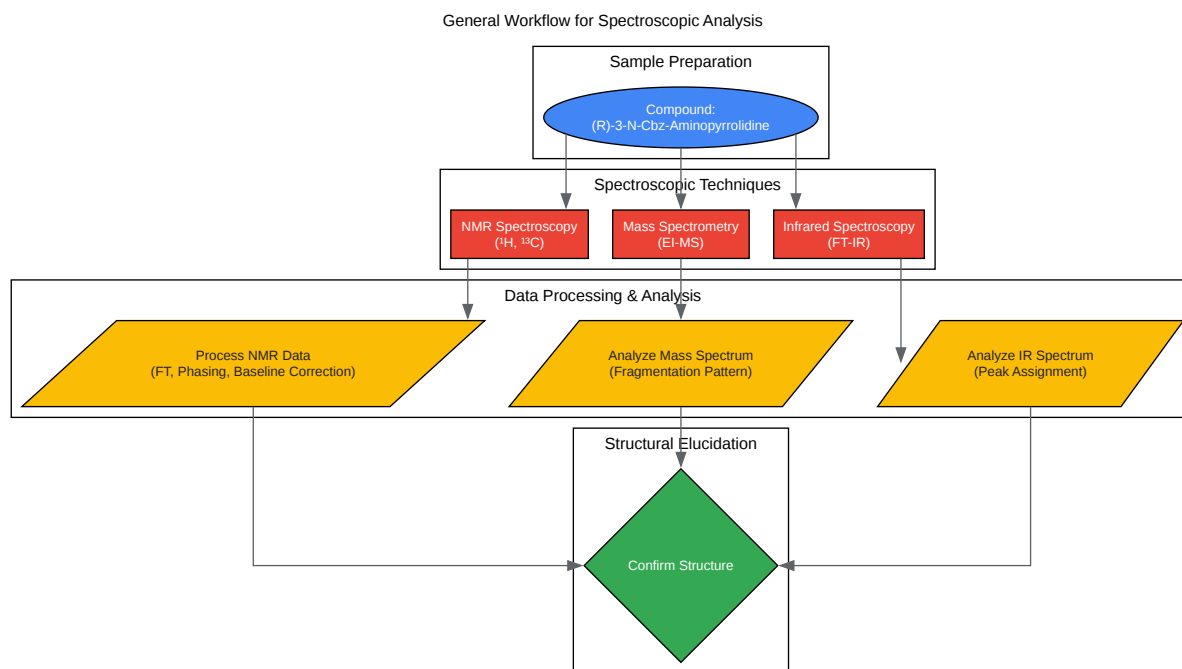 General Workflow for Spectroscopic Analysis
Sample Preparation
Compound:
(R)-3-N-Cbz-Aminopyrrolidine
Spectroscopic Techniques
NMR Spectroscopy
(¹H, ¹³C)
Mass Spectrometry
(EI-MS)
Infrared Spectroscopy
(FT-IR)
Data Processing & Analysis
Process NMR Data
(FT, Phasing, Baseline Correction)
Analyze Mass Spectrum
(Fragmentation Pattern)
Analyze IR Spectrum
(Peak Assignment)
Structural Elucidation
Confirm Structure